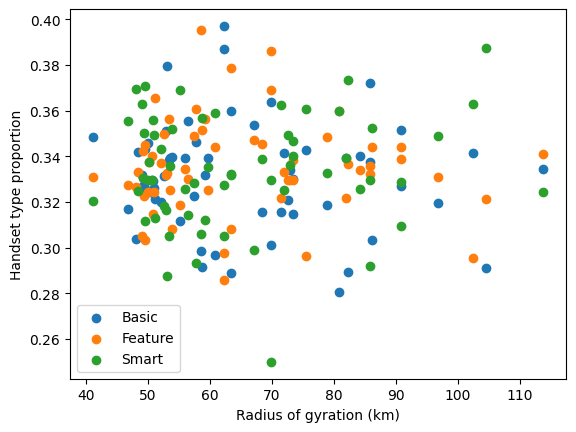 0.40
0.38
0.36
0.34
0.32
0.30
0.28
0.26
Handset type proportion
Basic
Feature
Smart
40 50 60 70 80 90 100 110
Radius of gyration (km)